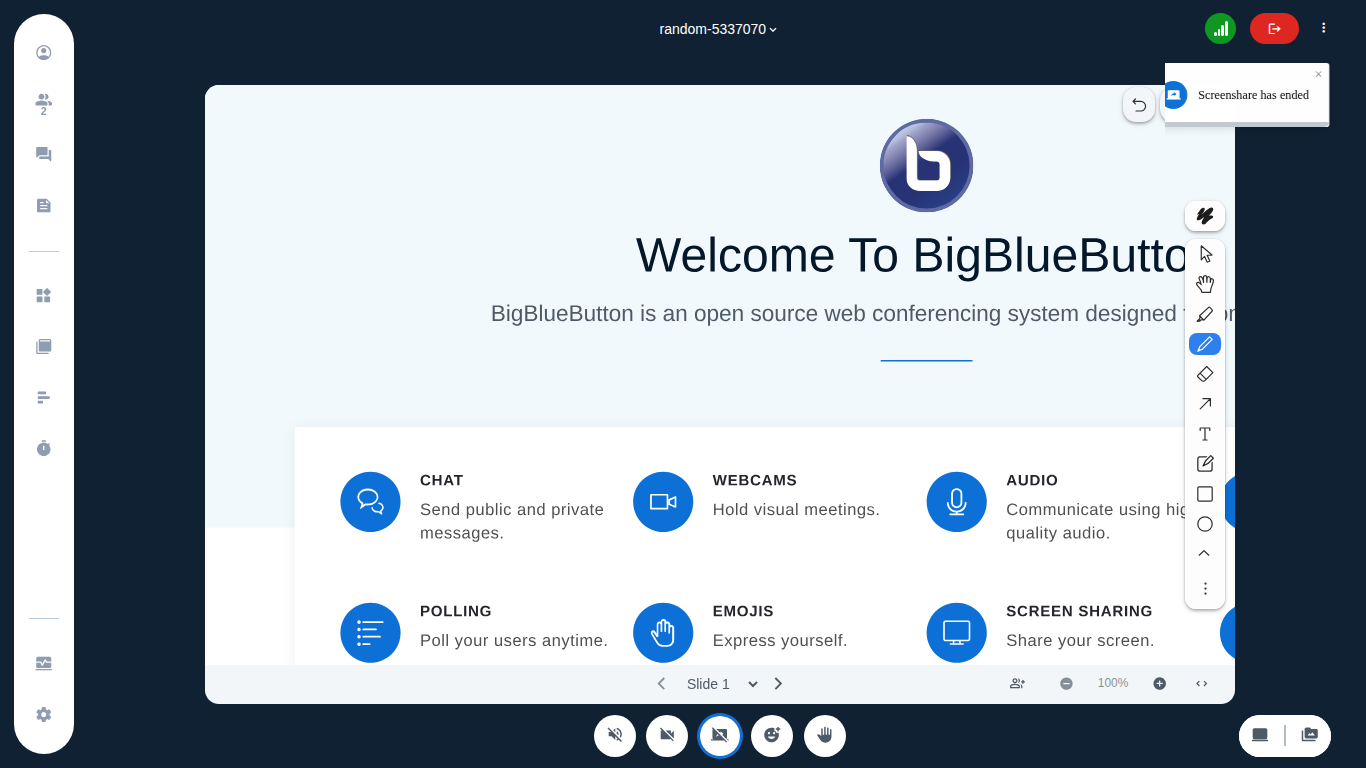 random-5337070
2
Screenshare has ended
Welcome To BigBlueButto
BigBlueButton is an open source web conferencing system designed
CHAT
Send public and private
messages.
WEBCAMS
Hold visual meetings.
AUDIO
Communicate using hig
quality audio.
POLLING
Poll your users anytime.
EMOJIS
Express yourself.
SCREEN SHARING
Share your screen.
Slide 1
100%